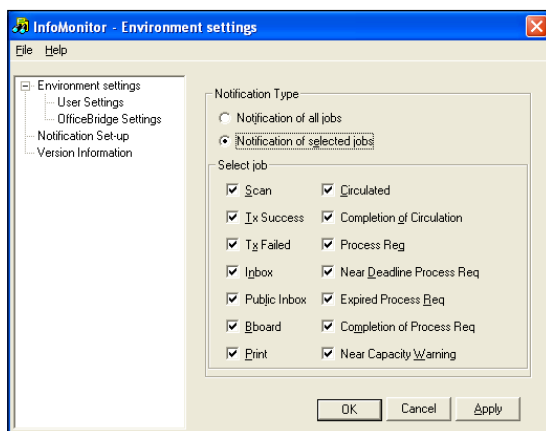 InfoMonitor - Environment settings
File Help
Environment settings
User Settings
OfficeBridge Settings
Notification Set-up
Version Information
Notification Type
Notification of all jobs
Notification of selected jobs
Select job
Scan
Circulated
Tx Success
Completion of Circulation
Tx Failed
Process Req
Inbox
Near Deadline Process Req
Public Inbox
Expired Process Req
Bboard
Completion of Process Req
Print
Near Capacity Warning
OK Cancel Apply